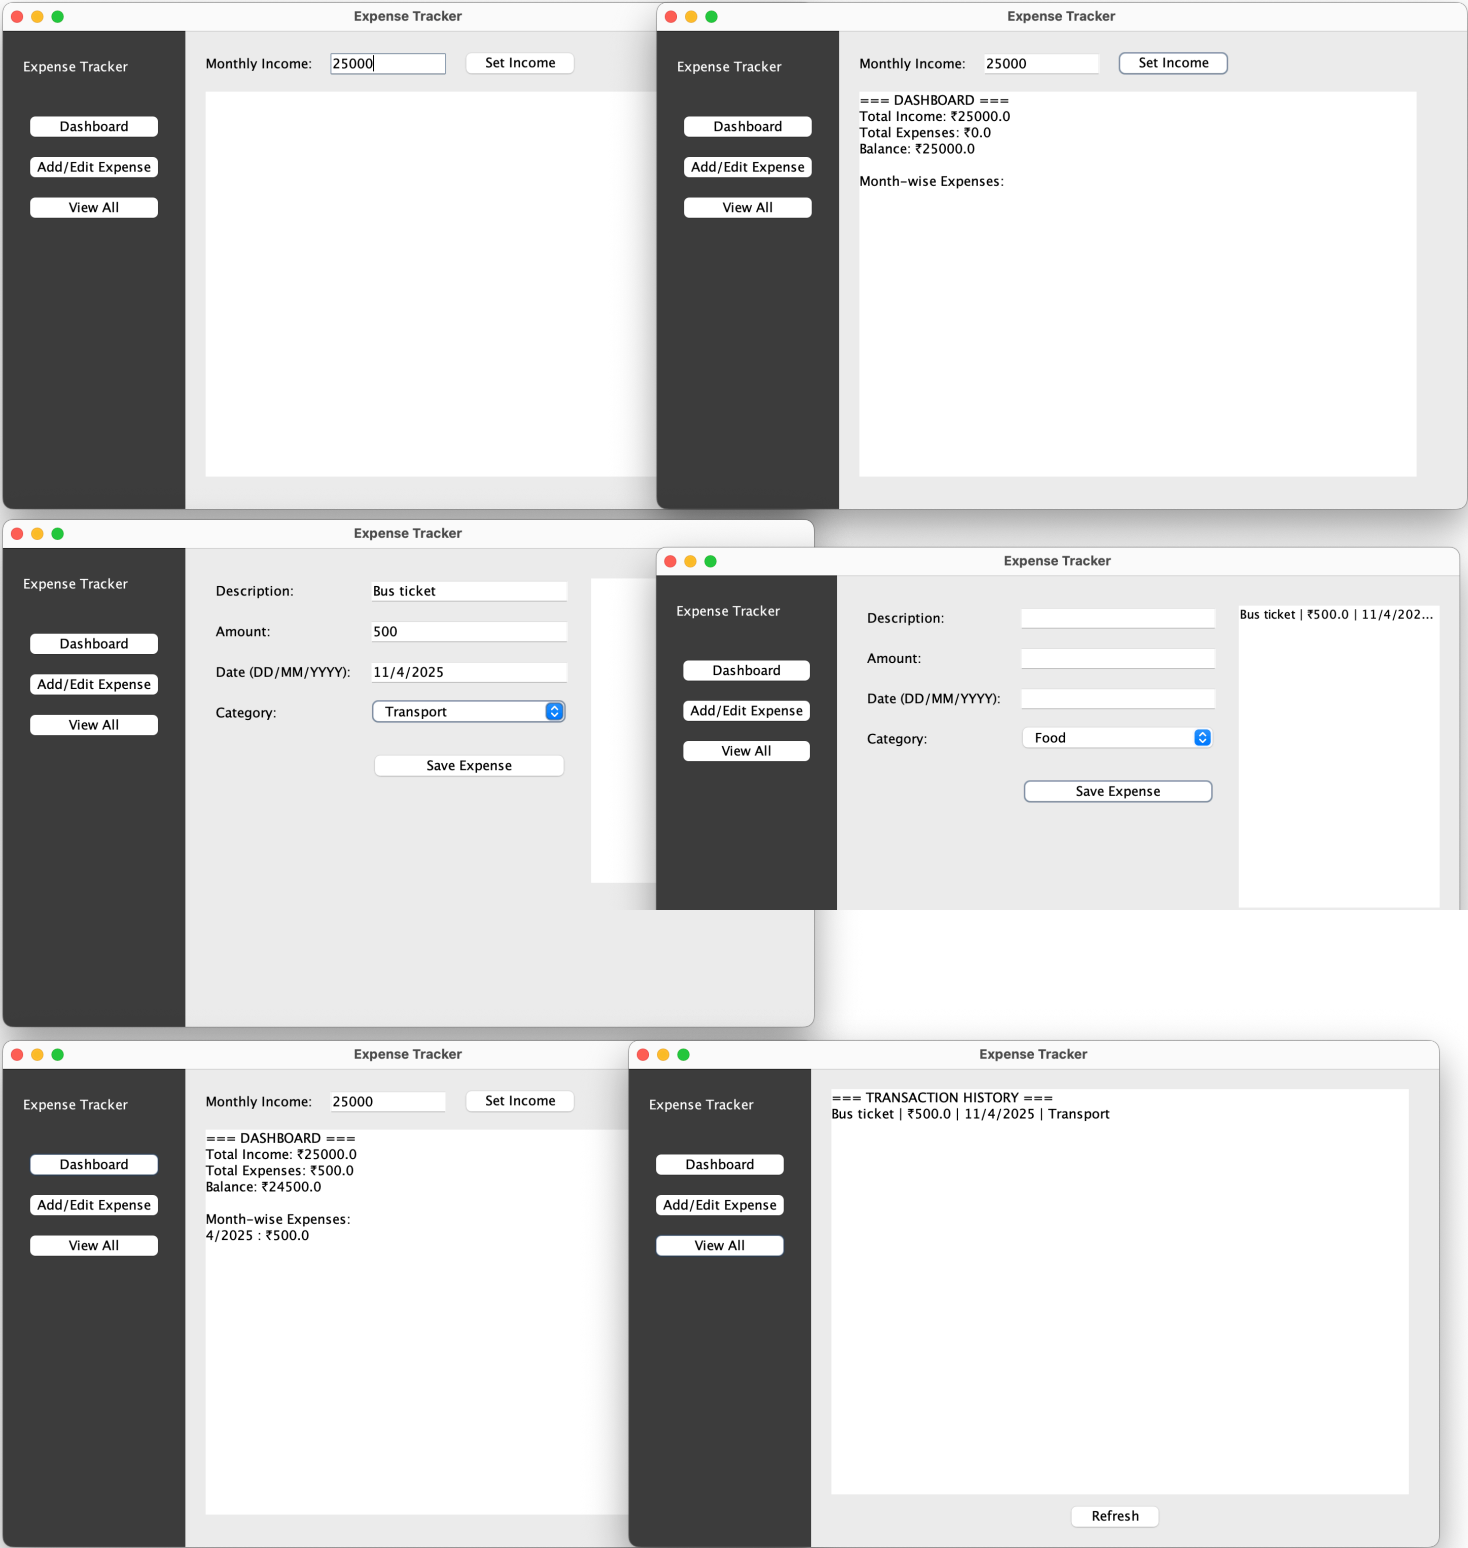 Expense Tracker
Expense Tracker
Dashboard
Add/Edit Expense
View All
Monthly Income: 25000 Set Income
Expense Tracker
Expense Tracker
Dashboard
Add/Edit Expense
View All
Monthly Income: 25000 Set Income
=== DASHBOARD ===
Total Income: ₹25000.0
Total Expenses: ₹0.0
Balance: ₹25000.0
Month-wise Expenses:
Expense Tracker
Expense Tracker
Dashboard
Add/Edit Expense
View All
Description: Bus ticket
Amount: 500
Date (DD/MM/YYYY): 11/4/2025
Category: Transport
Save Expense
Expense Tracker
Expense Tracker
Dashboard
Add/Edit Expense
View All
Description:
Amount:
Date (DD/MM/YYYY):
Category: Food
Save Expense
Bus ticket | ₹500.0 | 11/4/202...
Expense Tracker
Expense Tracker
Dashboard
Add/Edit Expense
View All
Monthly Income: 25000 Set Income
=== DASHBOARD ===
Total Income: ₹25000.0
Total Expenses: ₹500.0
Balance: ₹24500.0
Month-wise Expenses:
4/2025 : ₹500.0
Expense Tracker
Expense Tracker
Dashboard
Add/Edit Expense
View All
=== TRANSACTION HISTORY ===
Bus ticket | ₹500.0 | 11/4/2025 | Transport
Refresh